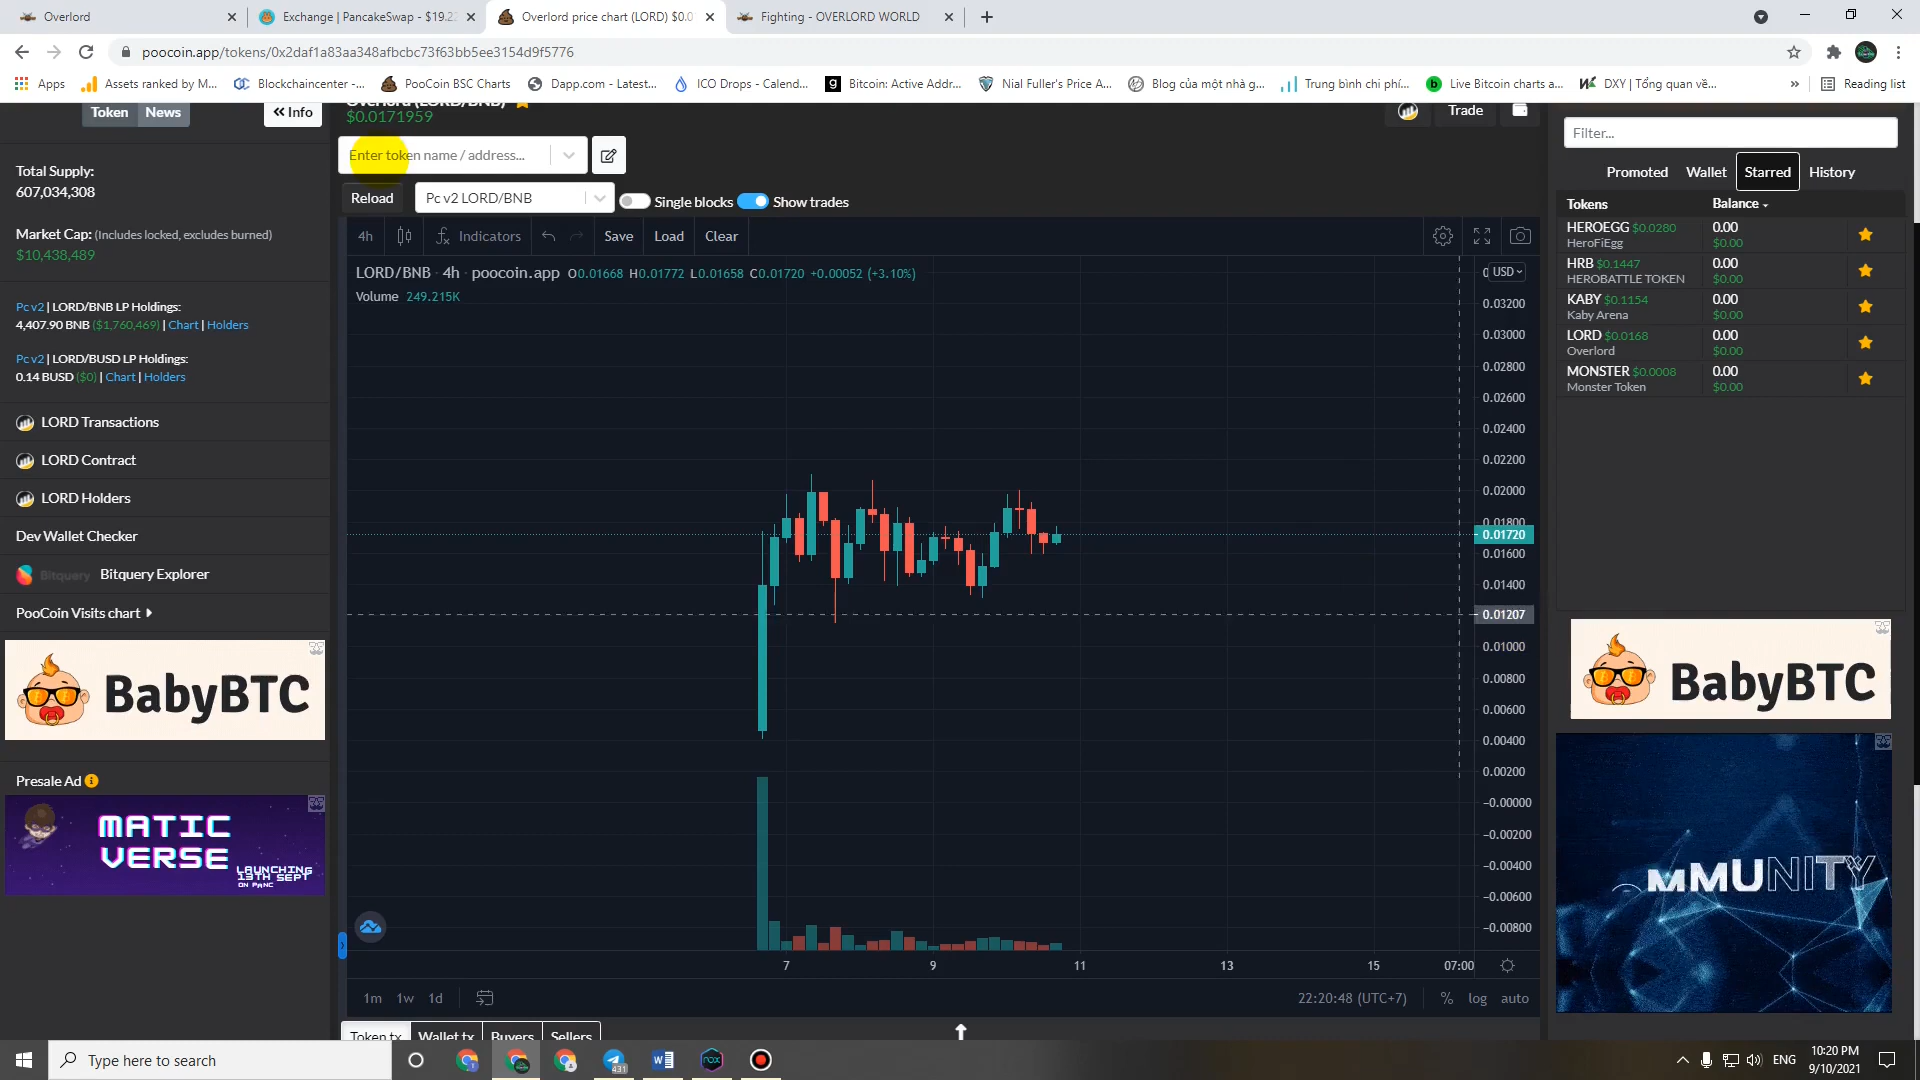 Overlord
Exchange | PancakeSwap - $19.22
Overlord price chart (LORD) $0.0
Fighting - OVERLORD WORLD
poocoin.app/tokens/0x2daf1a83aa348afbcbc73f63bb5ee3154d9f5776
Apps
Assets ranked by M...
Blockchaincenter -...
PooCoin BSC Charts
Dapp.com - Latest...
ICO Drops - Calend...
Bitcoin: Active Addr...
Nial Fuller's Price A...
Blog của một nhà g...
Trung bình chi phí...
Live Bitcoin charts a...
DXY | Tổng quan về...
»
Reading list
Token
News
« Info
Overlord (LORD/BNB)
$0.0171959
Trade
Enter token name / address...
Reload
Pc v2 LORD/BNB
Single blocks
Show trades
4h
Indicators
Save
Load
Clear
LORD/BNB · 4h · poocoin.app O0.01668 H0.01772 L0.01658 C0.01720 +0.00052 (+3.10%)
Volume 249.215K
USD
0.03200
0.03000
0.02800
0.02600
0.02400
0.02200
0.02000
0.01800
0.01720
0.01600
0.01400
0.01207
0.01000
0.00800
0.00600
0.00400
0.00200
−0.00000
−0.00200
−0.00400
−0.00600
−0.00800
7
9
11
13
15
07:00
1m
1w
1d
22:20:48 (UTC+7)
%
log
auto
Token tx
Wallet tx
Buyers
Sellers
Total Supply:
607,034,308
Market Cap: (Includes locked, excludes burned)
$10,438,489
Pc v2 | LORD/BNB LP Holdings:
4,407.90 BNB ($1,760,469) | Chart | Holders
Pc v2 | LORD/BUSD LP Holdings:
0.14 BUSD ($0) | Chart | Holders
LORD Transactions
LORD Contract
LORD Holders
Dev Wallet Checker
Bitquery Bitquery Explorer
PooCoin Visits chart
BabyBTC
Presale Ad
MATIC
VERSE
LAUNCHING
13TH SEPT
ON PANC
Filter...
Promoted
Wallet
Starred
History
Tokens
Balance
HEROEGG $0.0280
0.00
HeroFiEgg
$0.00
HRB $0.1447
0.00
HEROBATTLE TOKEN
$0.00
KABY $0.1154
0.00
Kaby Arena
$0.00
LORD $0.0168
0.00
Overlord
$0.00
MONSTER $0.0008
0.00
Monster Token
$0.00
BabyBTC
MMUNITY
Type here to search
431
nox
ENG
10:20 PM
9/10/2021